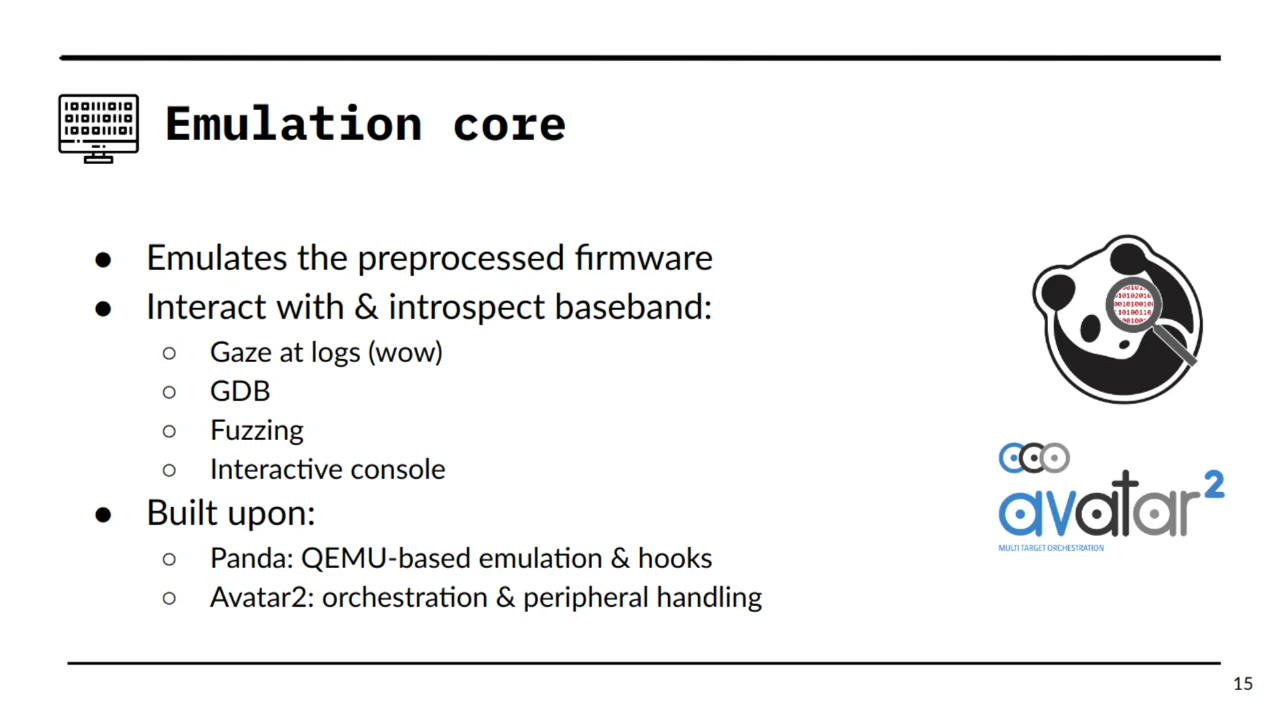 Emulation core
● Emulates the preprocessed firmware
● Interact with & introspect baseband:
○ Gaze at logs (wow)
○ GDB
○ Fuzzing
○ Interactive console
● Built upon:
○ Panda: QEMU-based emulation & hooks
○ Avatar2: orchestration & peripheral handling
avatar²
MULTI TARGET ORCHESTRATION
15